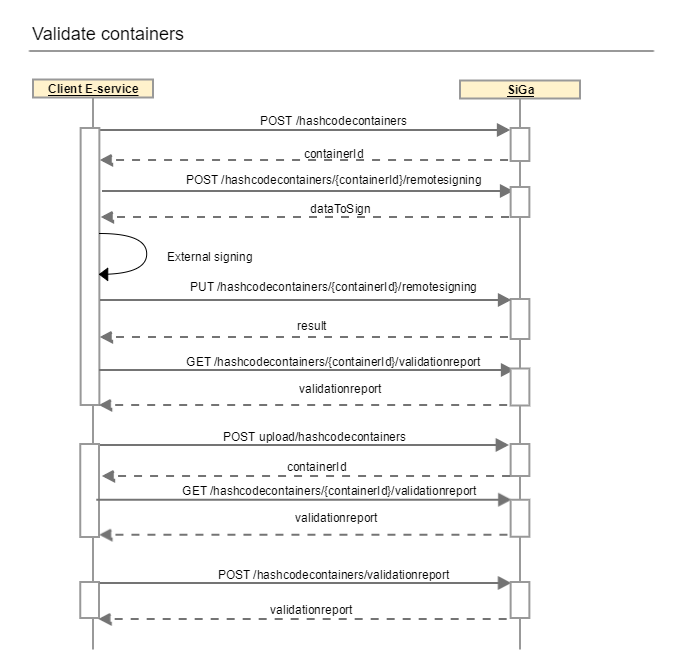 Validate containers
Client E-service
SiGa
POST /hashcodecontainers
containerId
POST /hashcodecontainers/{containerId}/remotesigning
dataToSign
External signing
PUT /hashcodecontainers/{containerId}/remotesigning
result
GET /hashcodecontainers/{containerId}/validationreport
validationreport
POST upload/hashcodecontainers
containerId
GET /hashcodecontainers/{containerId}/validationreport
validationreport
POST /hashcodecontainers/validationreport
validationreport